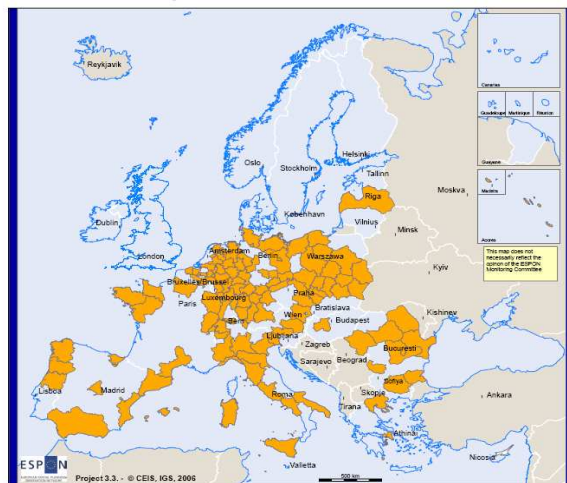 Reykjavik
Canarias
Guadeloupe Martinique Réunion
Guyane
Madeira
Acores
This map does not
necessarily reflect the
opinion of the ESPON
Monitoring Committee
Helsinki
Oslo
Stockholm
Tallinn
Moskva
Riga
København
Vilnius
Minsk
Dublin
London
Amsterdam
Berlin
Warszawa
Kyiv
Bruxelles/Brussel
Luxembourg
Praha
Paris
Kishinev
Bratislava
Wien
Budapest
Bern
Ljubljana
Zagreb
Bucuresti
Beograd
Sarajevo
Sofiya
Skopje
Madrid
Roma
Tirana
Ankara
Lisboa
Athinai
Nicosia
Valletta
ESPON
Project 3.3. - © CEIS, IGS, 2006
500 km